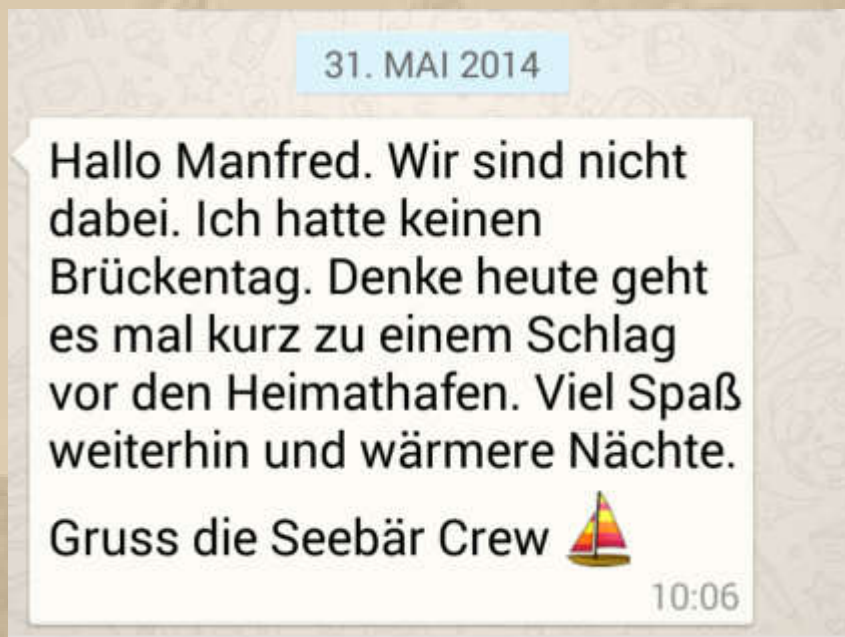 31. MAI 2014
Hallo Manfred. Wir sind nicht
dabei. Ich hatte keinen
Brückentag. Denke heute geht
es mal kurz zu einem Schlag
vor den Heimathafen. Viel Spaß
weiterhin und wärmere Nächte.
Gruss die Seebär Crew ⛵
10:06